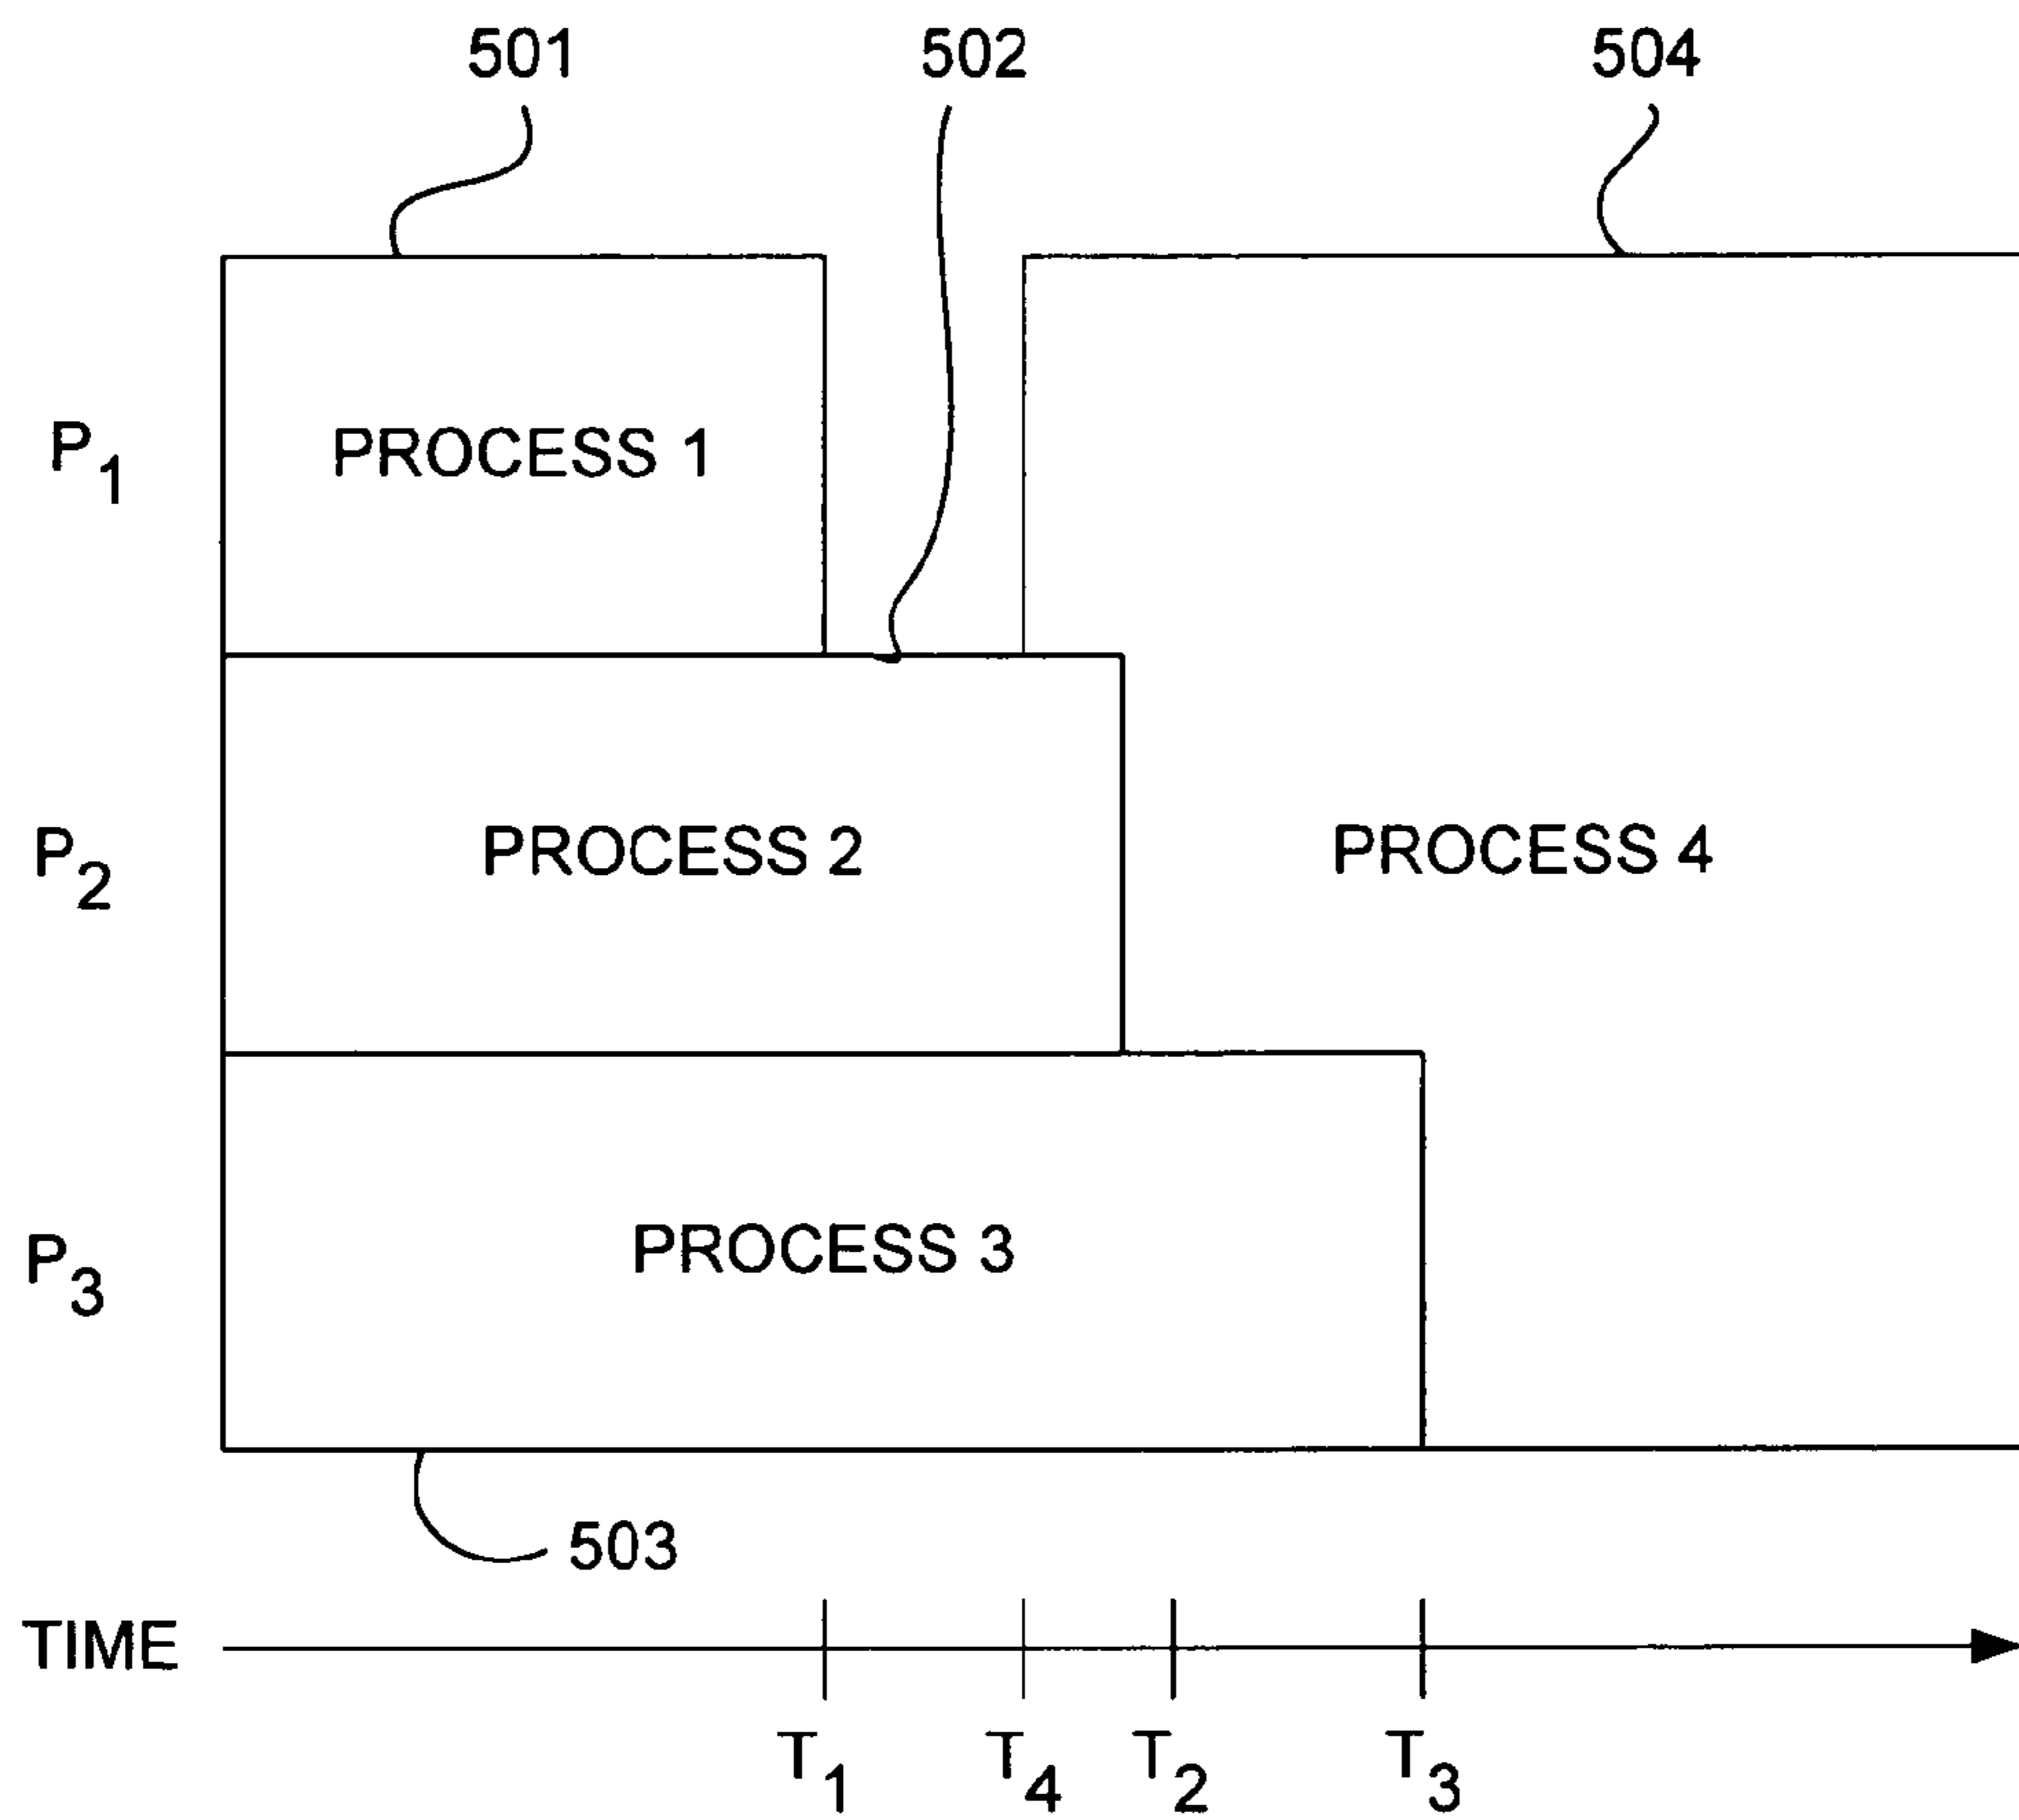 501 502 504
P1 PROCESS 1
P2 PROCESS 2 PROCESS 4
P3 PROCESS 3
503
TIME
T1 T4 T2 T3